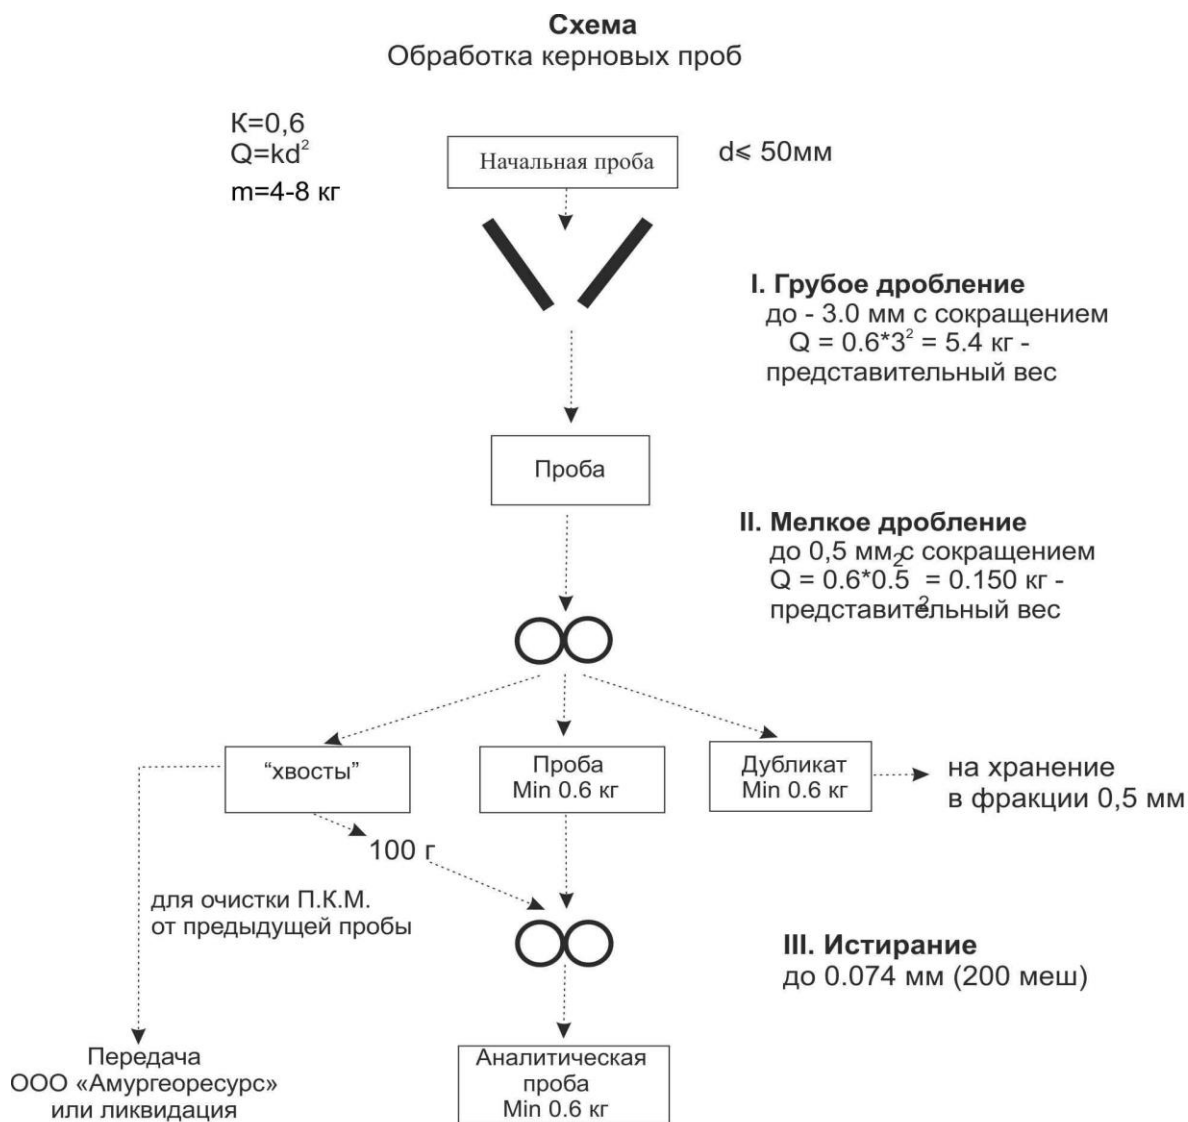 Схема
Обработка керновых проб
К=0,6
Q=kd²
m=4-8 кг
Начальная проба
d⩽ 50мм
I. Грубое дробление
до - 3.0 мм с сокращением
Q = 0.6*3² = 5.4 кг -
представительный вес
Проба
II. Мелкое дробление
до 0,5 мм с сокращением
Q = 0.6*0.5² = 0.150 кг -
представительный вес
2
"хвосты"
Проба
Min 0.6 кг
Дубликат
Min 0.6 кг
на хранение
в фракции 0,5 мм
100 г
для очистки П.К.М.
от предыдущей пробы
III. Истирание
до 0.074 мм (200 меш)
Передача
ООО «Амургеоресурс»
или ликвидация
Аналитическая
проба
Min 0.6 кг